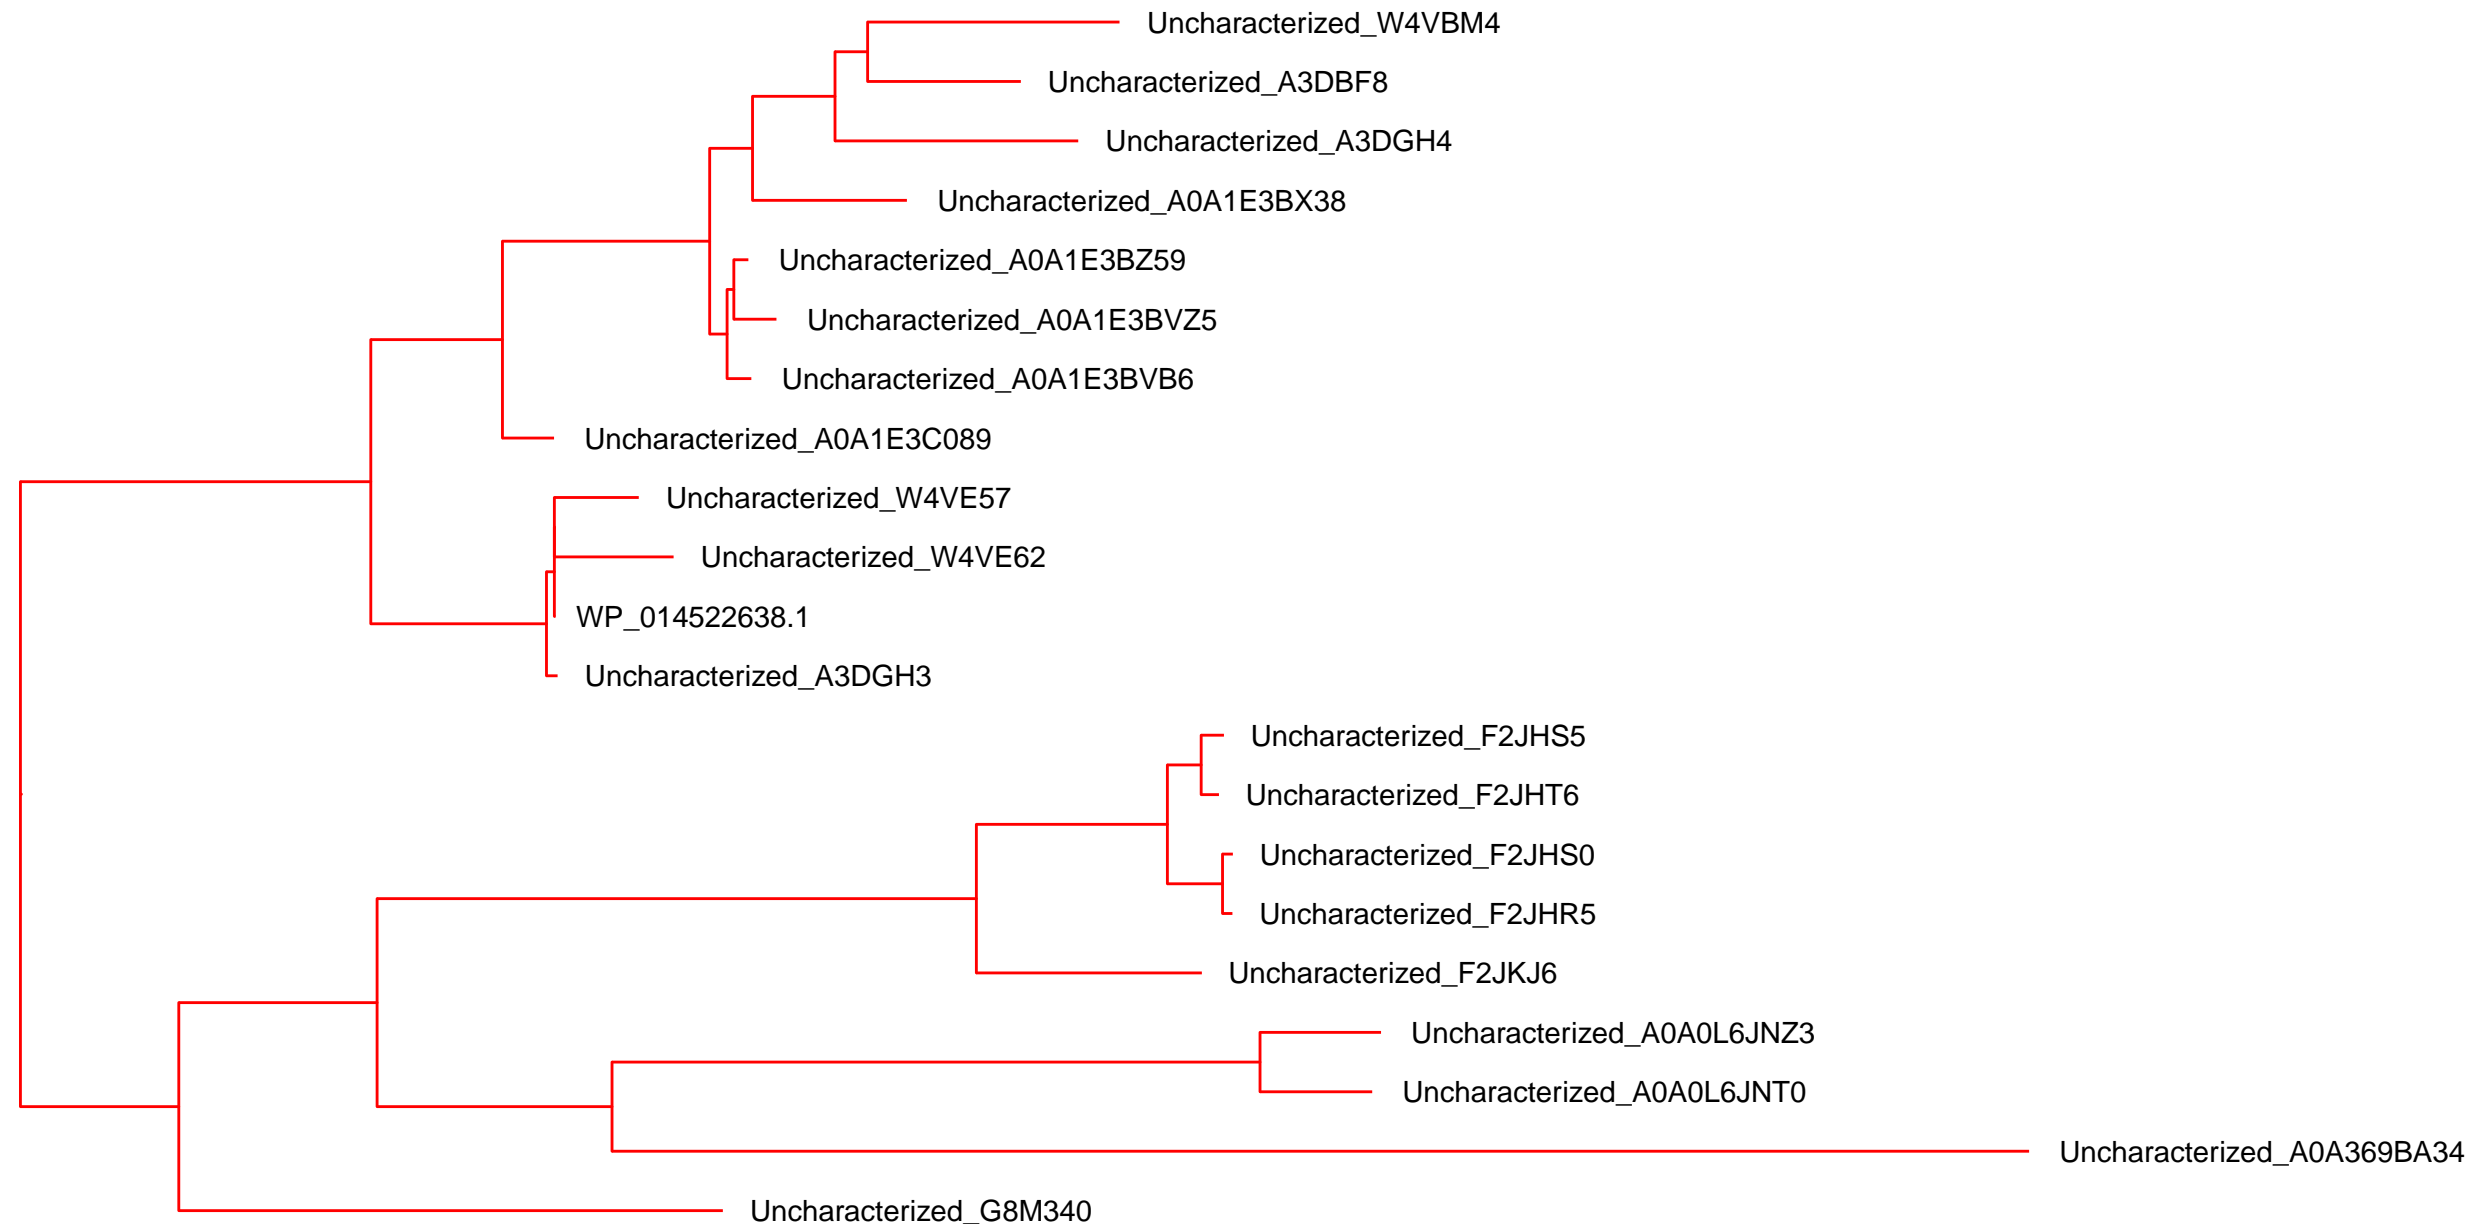 Uncharacterized_W4VBM4
Uncharacterized_A3DBF8
Uncharacterized_A3DGH4
Uncharacterized_A0A1E3BX38
Uncharacterized_A0A1E3BZ59
Uncharacterized_A0A1E3BVZ5
Uncharacterized_A0A1E3BVB6
Uncharacterized_A0A1E3C089
Uncharacterized_W4VE57
Uncharacterized_W4VE62
WP_014522638.1
Uncharacterized_A3DGH3
Uncharacterized_F2JHS5
Uncharacterized_F2JHT6
Uncharacterized_F2JHS0
Uncharacterized_F2JHR5
Uncharacterized_F2JKJ6
Uncharacterized_A0A0L6JNZ3
Uncharacterized_A0A0L6JNT0
Uncharacterized_A0A369BA34
Uncharacterized_G8M340